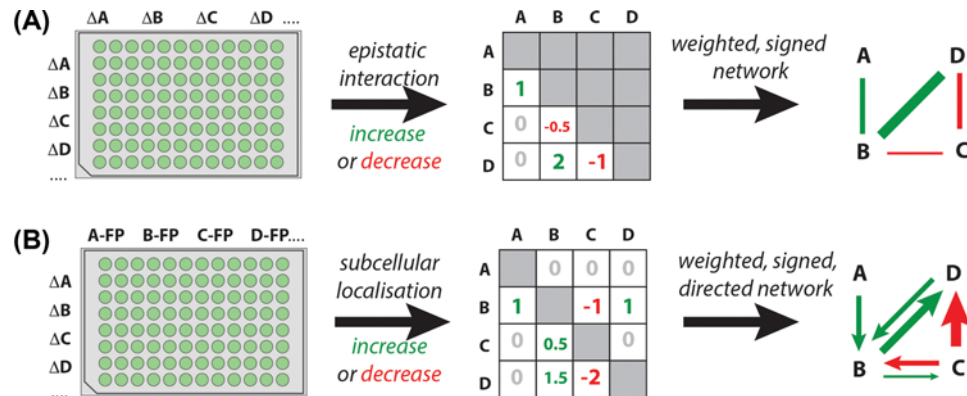 (A)
ΔA ΔB ΔC ΔD ....
ΔA
ΔB
ΔC
ΔD
....
epistatic
interaction
increase
or decrease
A B C D
A
B 1
C 0 -0.5
D 0 2 -1
weighted, signed
network
A D
B C
(B)
A-FP B-FP C-FP D-FP....
ΔA
ΔB
ΔC
ΔD
....
subcellular
localisation
increase
or decrease
A B C D
A 0 0 0
B 1 -1 1
C 0 0.5 0
D 0 1.5 -2
weighted, signed,
directed network
A D
B C